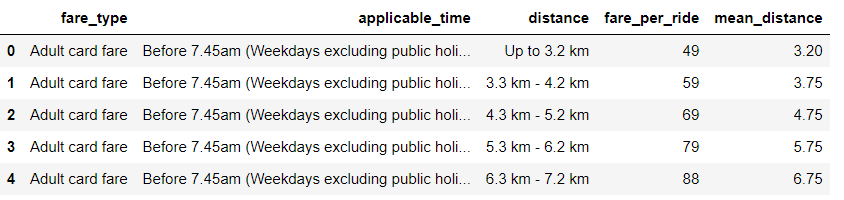 fare_type applicable_time distance fare_per_ride mean_distance
0 Adult card fare Before 7.45am (Weekdays excluding public holi... Up to 3.2 km 49 3.20
1 Adult card fare Before 7.45am (Weekdays excluding public holi... 3.3 km - 4.2 km 59 3.75
2 Adult card fare Before 7.45am (Weekdays excluding public holi... 4.3 km - 5.2 km 69 4.75
3 Adult card fare Before 7.45am (Weekdays excluding public holi... 5.3 km - 6.2 km 79 5.75
4 Adult card fare Before 7.45am (Weekdays excluding public holi... 6.3 km - 7.2 km 88 6.75